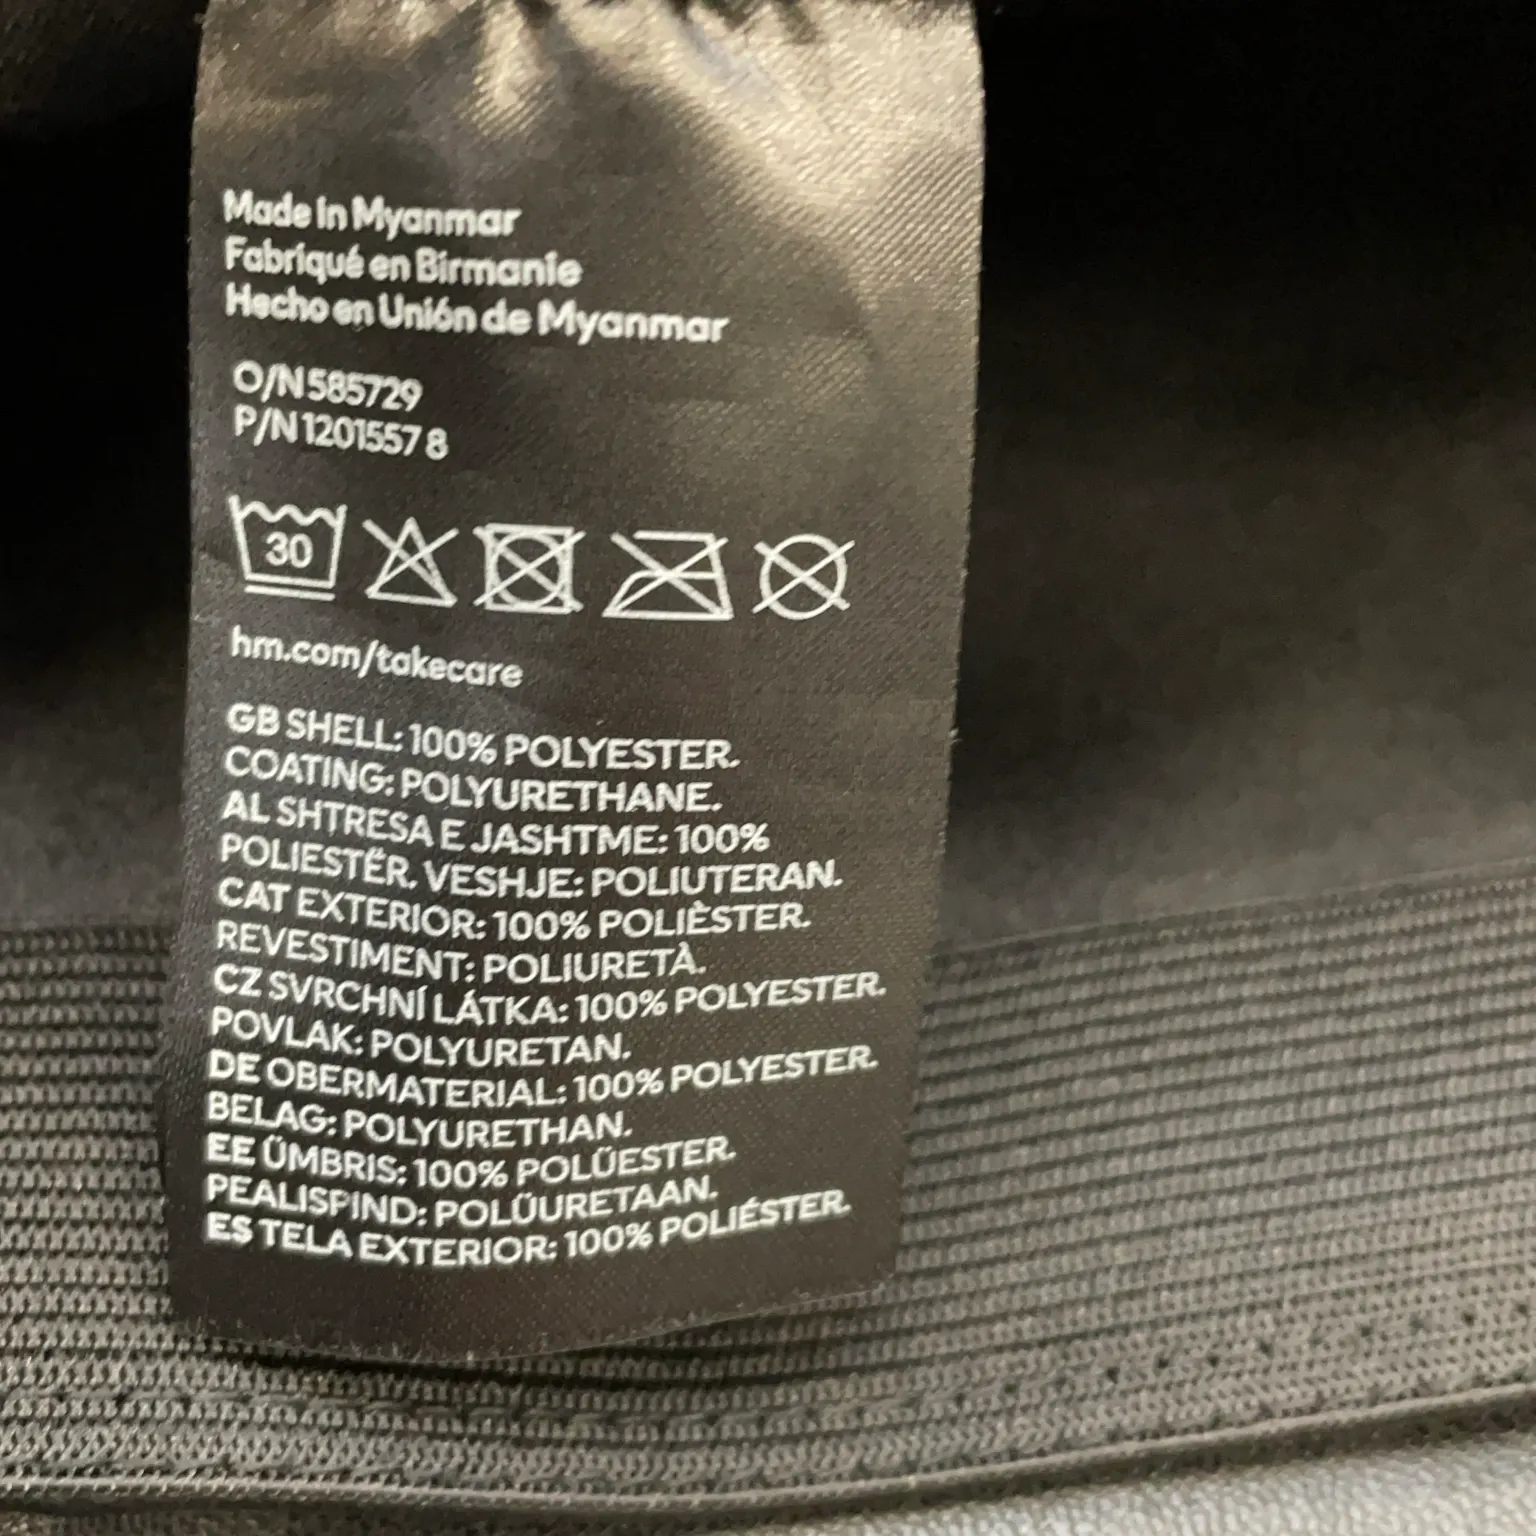 Made in Myanmar
Fabriqué en Birmanie
Hecho en Unión de Myanmar
O/N 585729
P/N 1201557 8
30
hm.com/takecare
GB SHELL: 100% POLYESTER.
COATING: POLYURETHANE.
AL SHTRESA E JASHTME: 100%
POLIESTËR. VESHJE: POLIUTERAN.
CAT EXTERIOR: 100% POLIÈSTER.
REVESTIMENT: POLIURETÀ.
CZ SVRCHNÍ LÁTKA: 100% POLYESTER.
POVLAK: POLYURETAN.
DE OBERMATERIAL: 100% POLYESTER.
BELAG: POLYURETHAN.
EE ÜMBRIS: 100% POLÜESTER.
PEALISPIND: POLÜURETAAN.
ES TELA EXTERIOR: 100% POLIÉSTER.